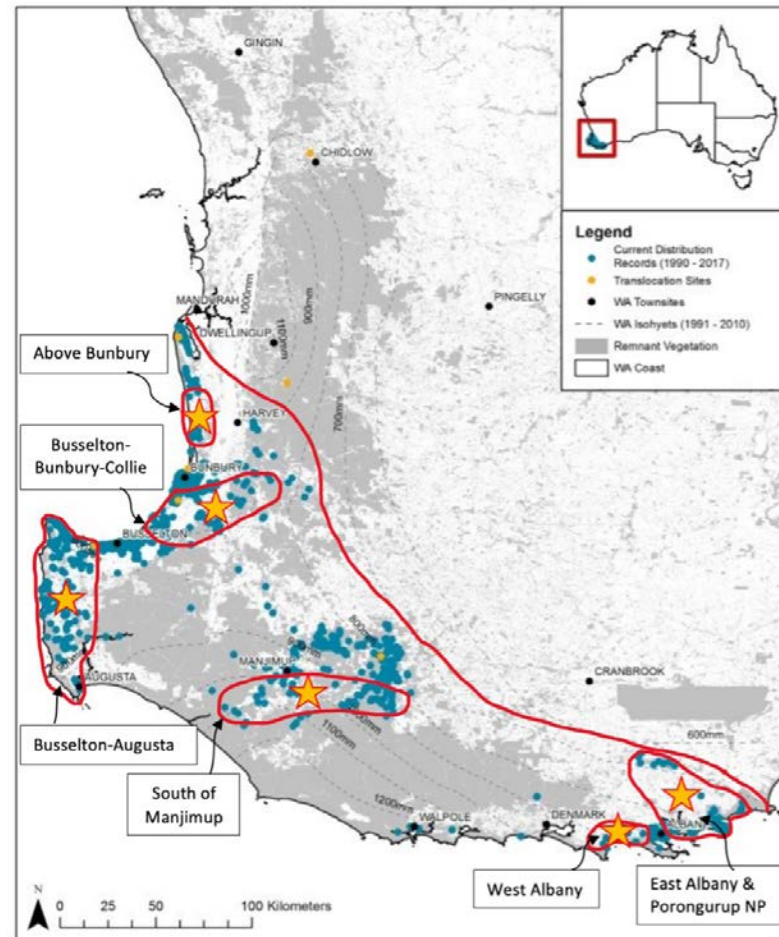 GINGIN
CHIDLOW
Legend
Current Distribution
Records (1990 - 2017)
Translocation Sites
WA Townsites
WA Isohyets (1991 - 2010)
Remnant Vegetation
WA Coast
MANDURAH
1000mm
900mm
1100mm
PINGELLY
DWELLINGUP
Above Bunbury
HARVEY
700mm
Busselton-
Bunbury-Collie
BUNBURY
BUSSELTON
800mm
900mm
MANJIMUP
CRANBROOK
AUGUSTA
Busselton-Augusta
600mm
South of
Manjimup
1100mm
1200mm
WALPOLE
DENMARK
West Albany
East Albany &
Porongurup NP
N
0 25 50 100 Kilometers